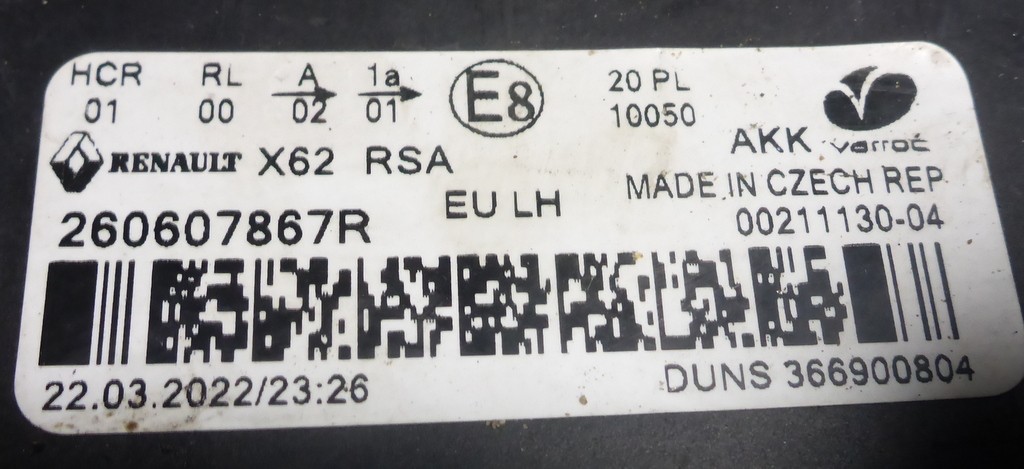 HCR RL A 1a 20 PL
01 00 02 01 E8 10050
RENAULT X62 RSA AKK varroc
EU LH MADE IN CZECH REP
260607867R 00211130-04
22.03.2022/23:26 DUNS 366900804